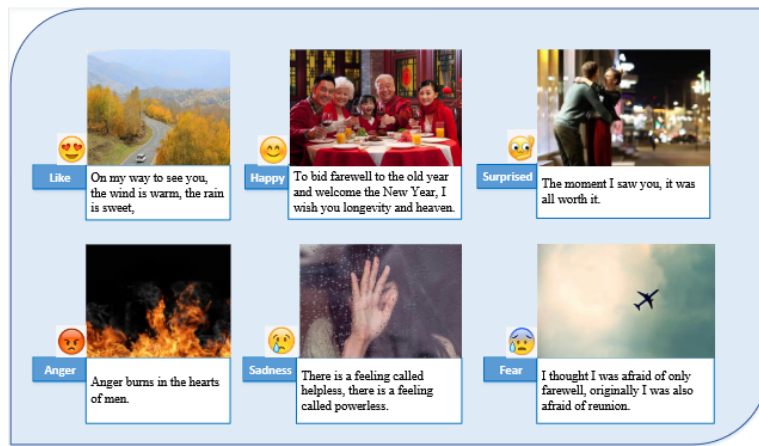 Like
On my way to see you,
the wind is warm, the rain
is sweet,
Happy
To bid farewell to the old year
and welcome the New Year, I
wish you longevity and heaven.
Surprised
The moment I saw you, it was
all worth it.
Anger
Anger burns in the hearts
of men.
Sadness
There is a feeling called
helpless, there is a feeling
called powerless.
Fear
I thought I was afraid of only
farewell, originally I was also
afraid of reunion.